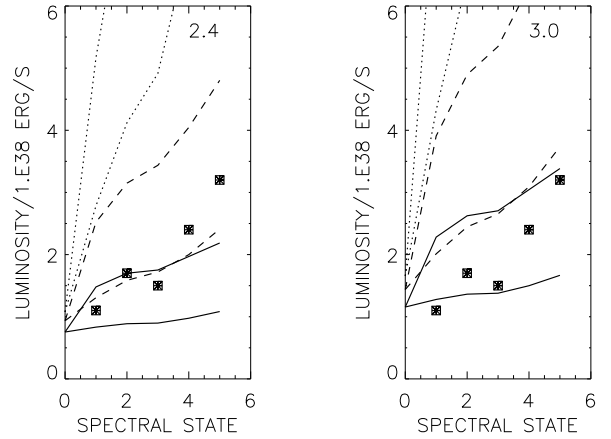 2.4
LUMINOSITY/1.E38 ERG/S
6
4
2
0
0 2 4 6
SPECTRAL STATE
3.0
LUMINOSITY/1.E38 ERG/S
6
4
2
0
0 2 4 6
SPECTRAL STATE